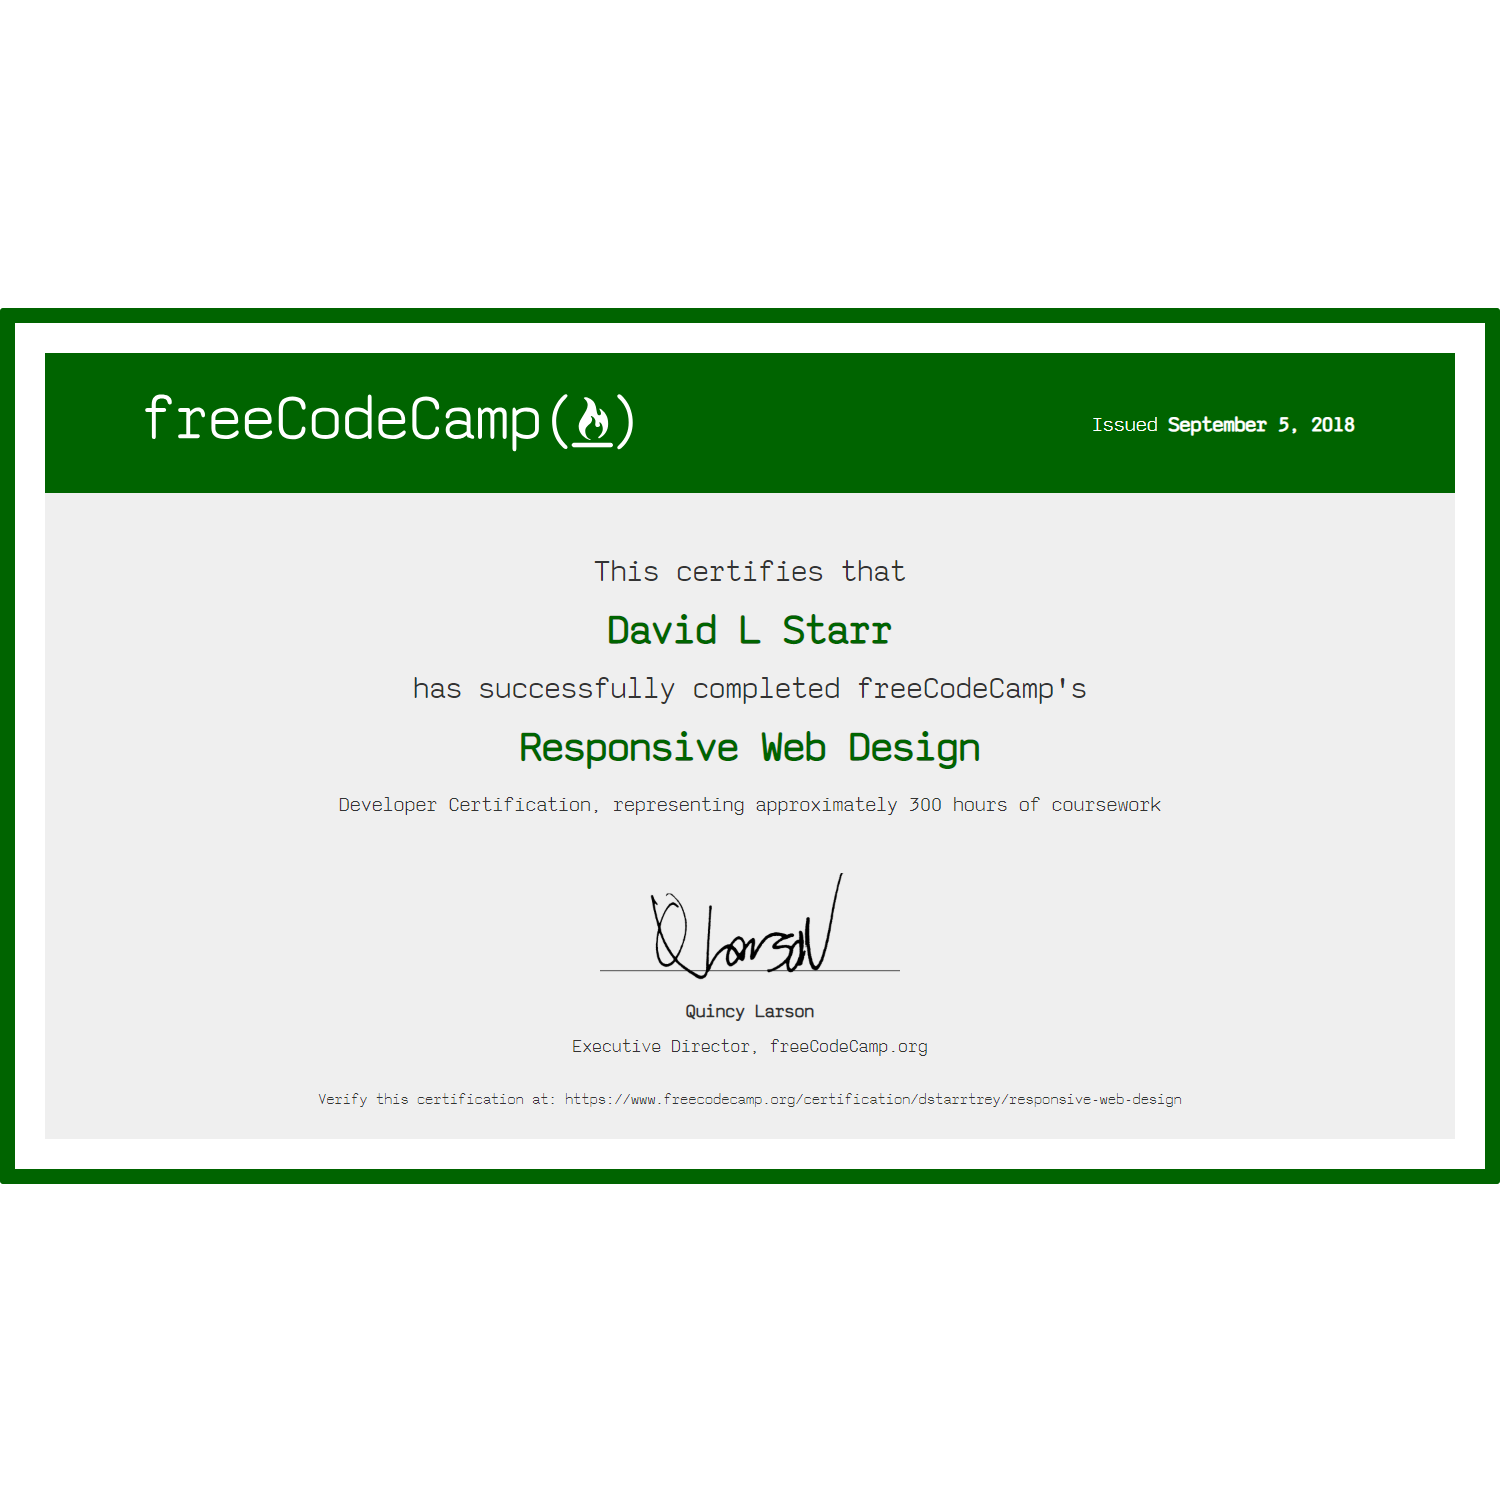 freeCodeCamp(🔥)
Issued September 5, 2018
This certifies that
David L Starr
has successfully completed freeCodeCamp's
Responsive Web Design
Developer Certification, representing approximately 300 hours of coursework
Q Larson
Quincy Larson
Executive Director, freeCodeCamp.org
Verify this certification at: https://www.freecodecamp.org/certification/dstarrtrey/responsive-web-design